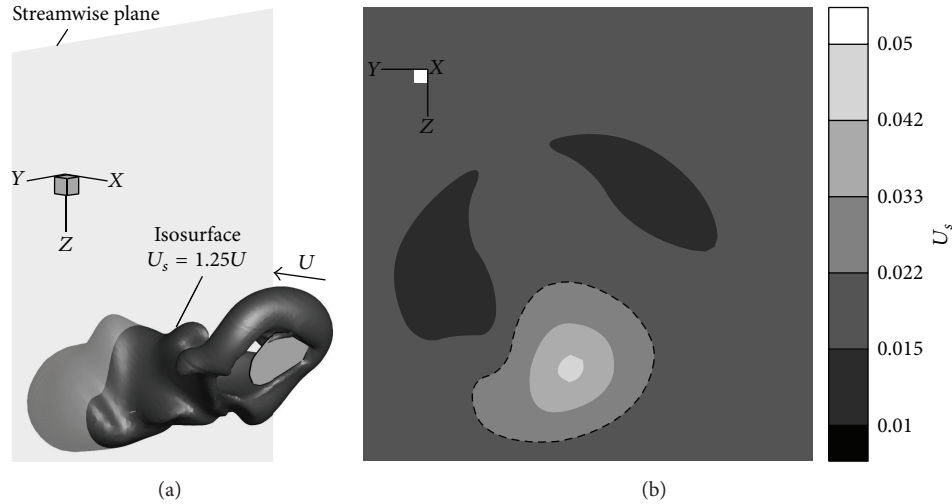 Streamwise plane
Y
X
Z
Isosurface
U_s = 1.25U
U
(a)
Y
X
Z
(b)
0.05
0.042
0.033
0.022
0.015
0.01
U_s